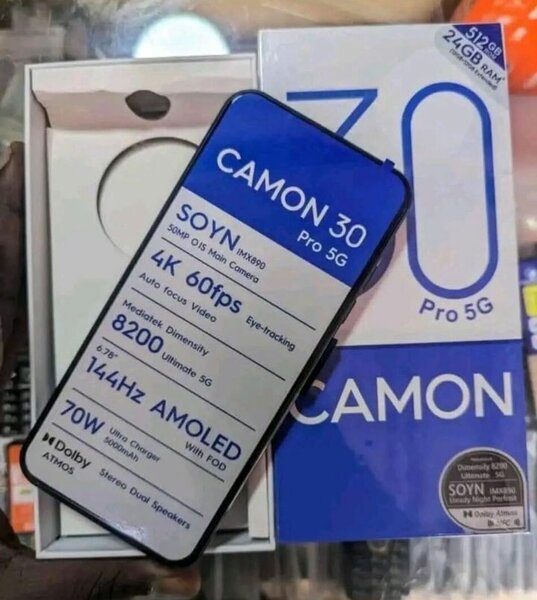 CAMON 30
Pro 5G
SOYN IMX890
50MP OIS Main Camera
4K 60fps
Auto focus Video Eye-tracking
Mediatek Dimensity
8200 Ultimate 5G
6.78"
144Hz AMOLED
With FOD
70W Ultra Charger
5000mAh
Dolby
ATMOS
Stereo Dual Speakers
512GB
24GB RAM*
30
Pro 5G
CAMON
Dimensity 8200
Ultimate 5G
SOYN IMX890
Steady Night Portrait
Dolby Atmos
NFC